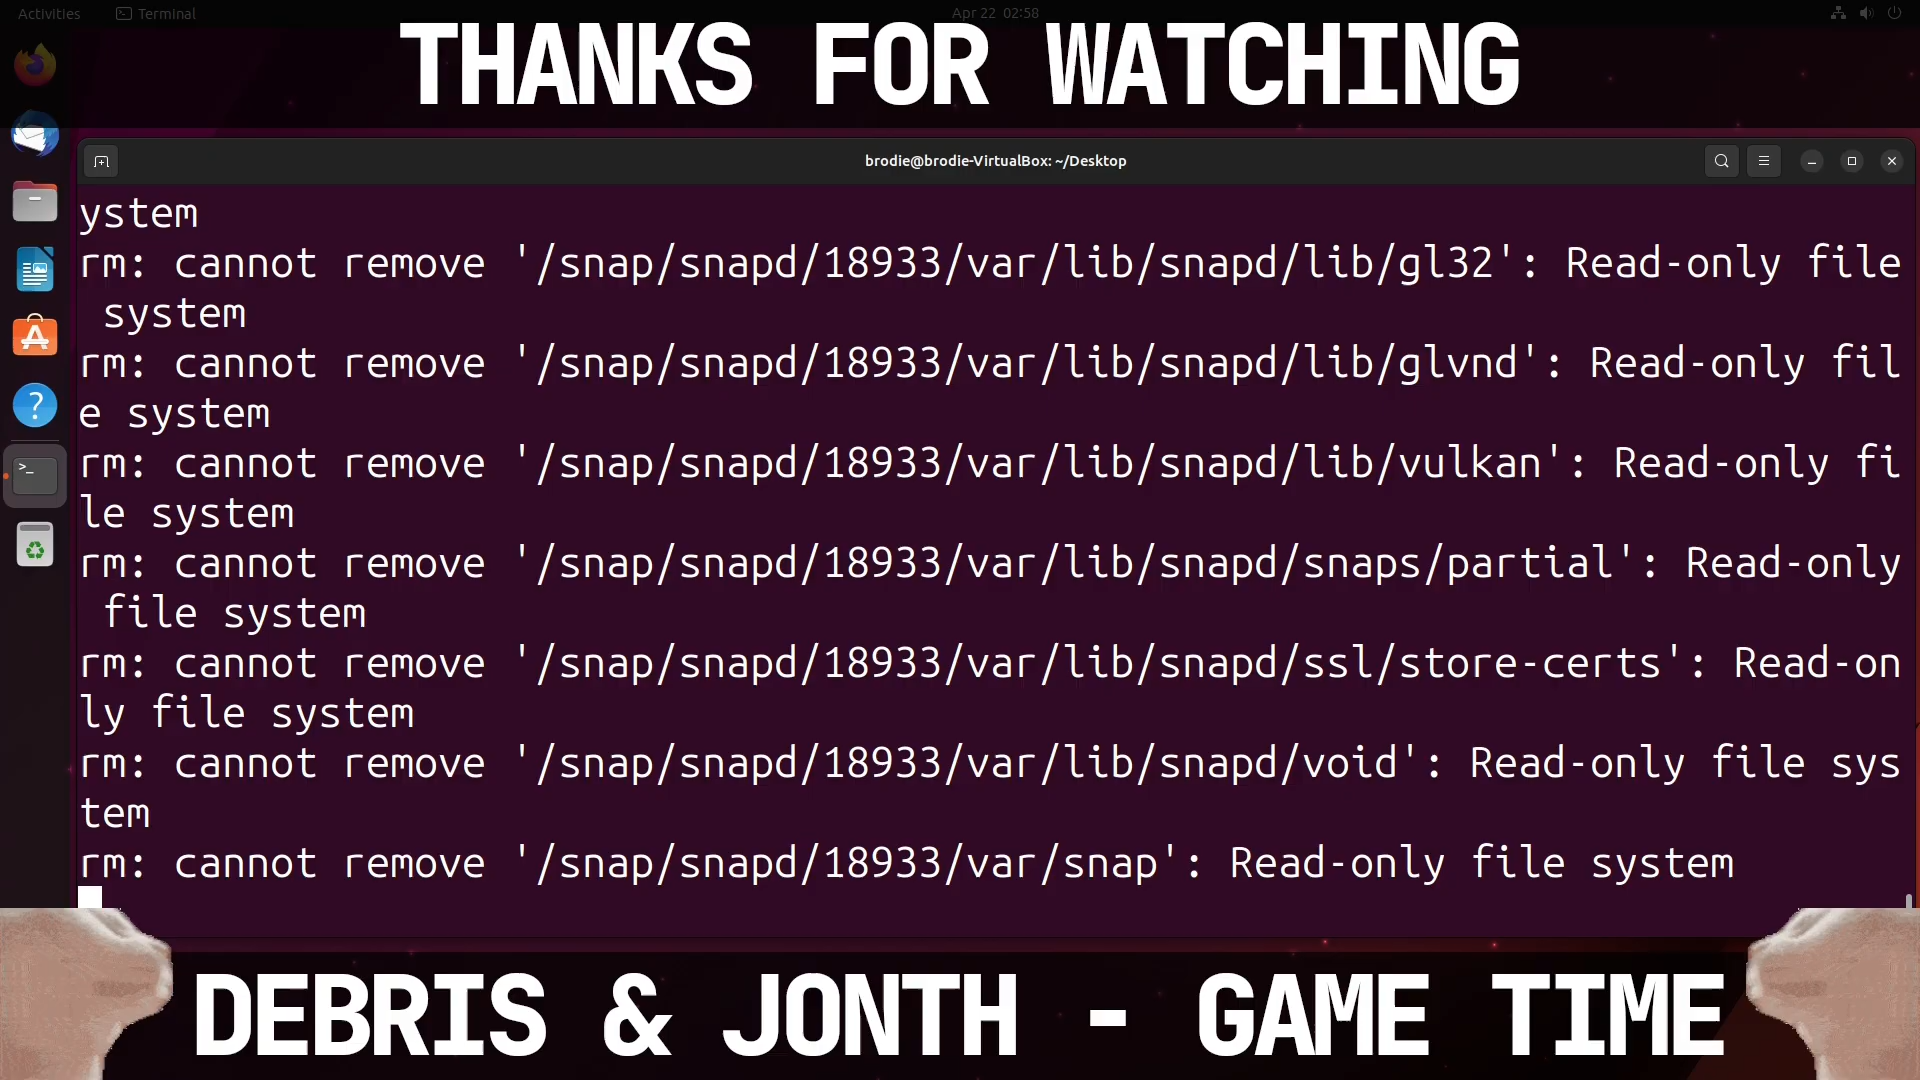 Activities Terminal Apr 22 02:58
THANKS FOR WATCHING
brodie@brodie-VirtualBox: ~/Desktop
ystem
rm: cannot remove '/snap/snapd/18933/var/lib/snapd/lib/gl32': Read-only file
 system
rm: cannot remove '/snap/snapd/18933/var/lib/snapd/lib/glvnd': Read-only fil
e system
rm: cannot remove '/snap/snapd/18933/var/lib/snapd/lib/vulkan': Read-only fi
le system
rm: cannot remove '/snap/snapd/18933/var/lib/snapd/snaps/partial': Read-only
 file system
rm: cannot remove '/snap/snapd/18933/var/lib/snapd/ssl/store-certs': Read-on
ly file system
rm: cannot remove '/snap/snapd/18933/var/lib/snapd/void': Read-only file sys
tem
rm: cannot remove '/snap/snapd/18933/var/snap': Read-only file system
DEBRIS & JONTH - GAME TIME